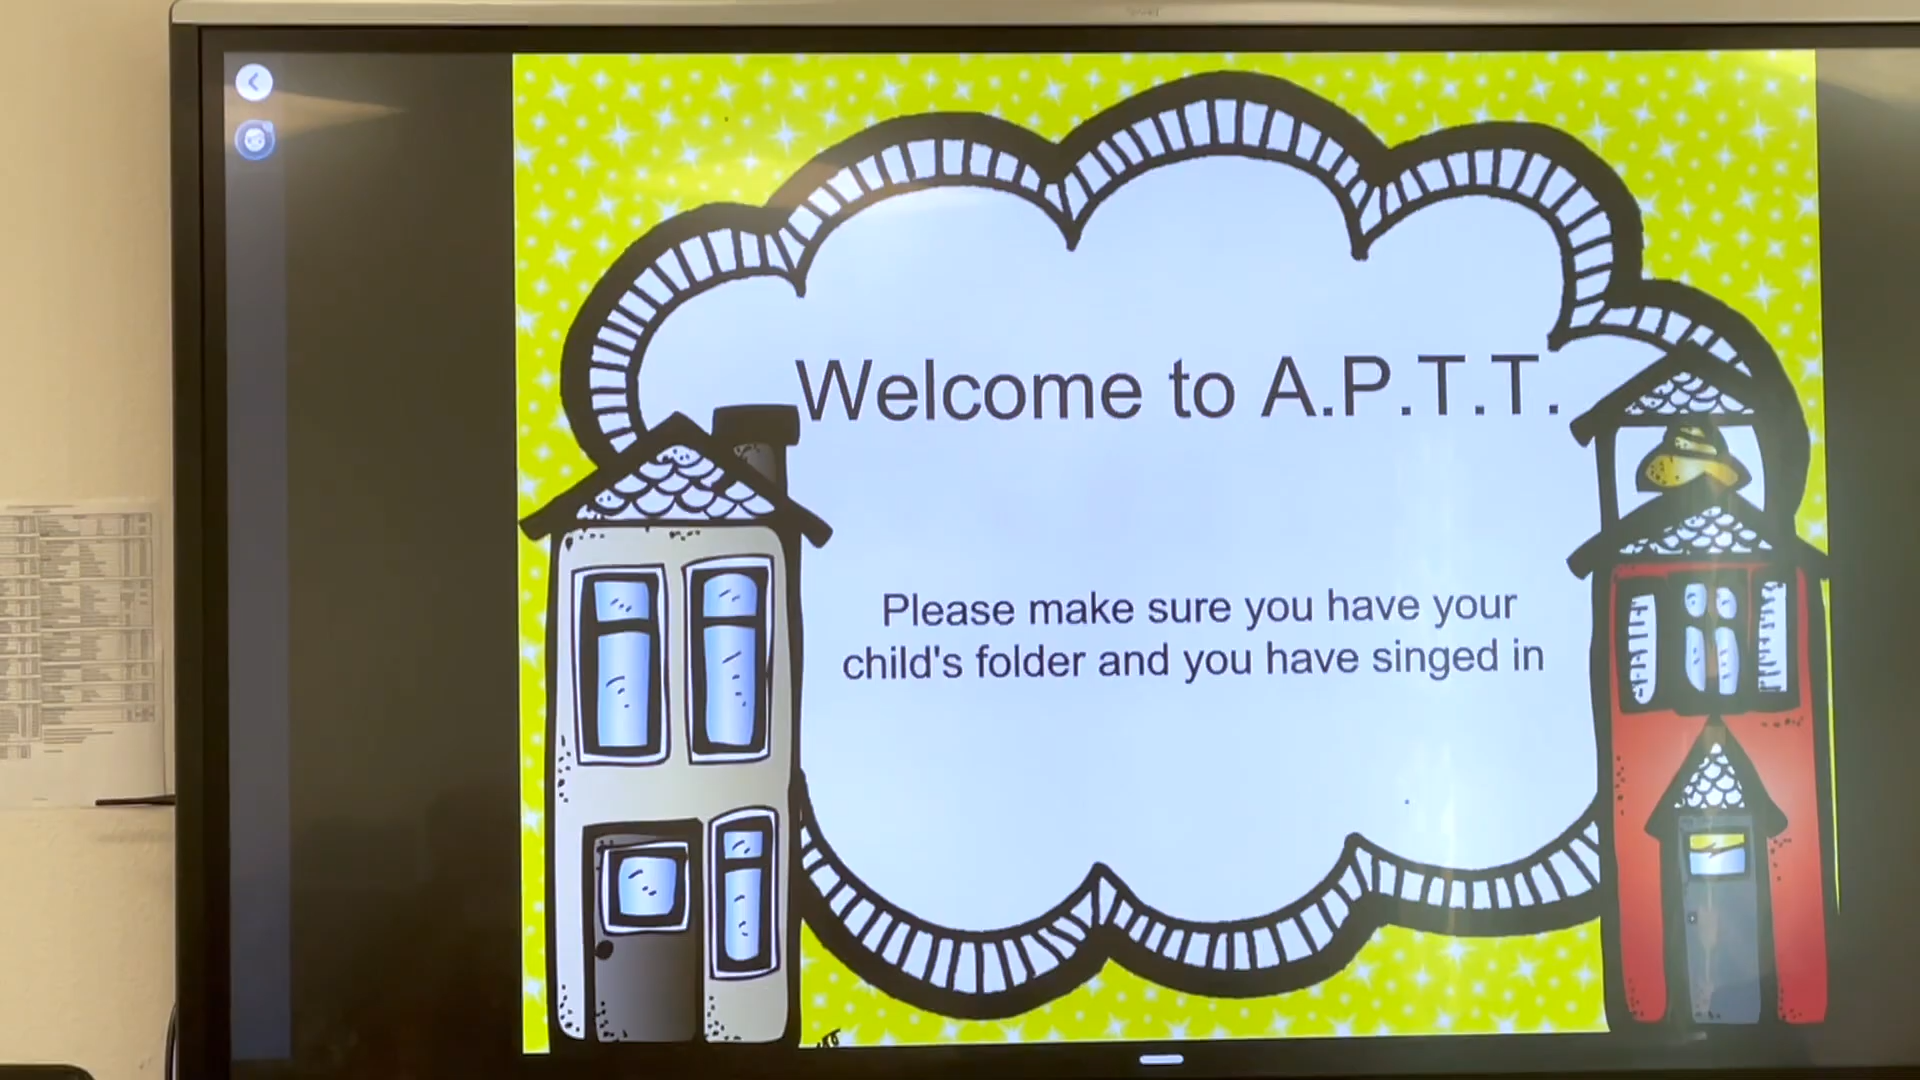 Welcome to A.P.T.T.
Please make sure you have your
child's folder and you have singed in